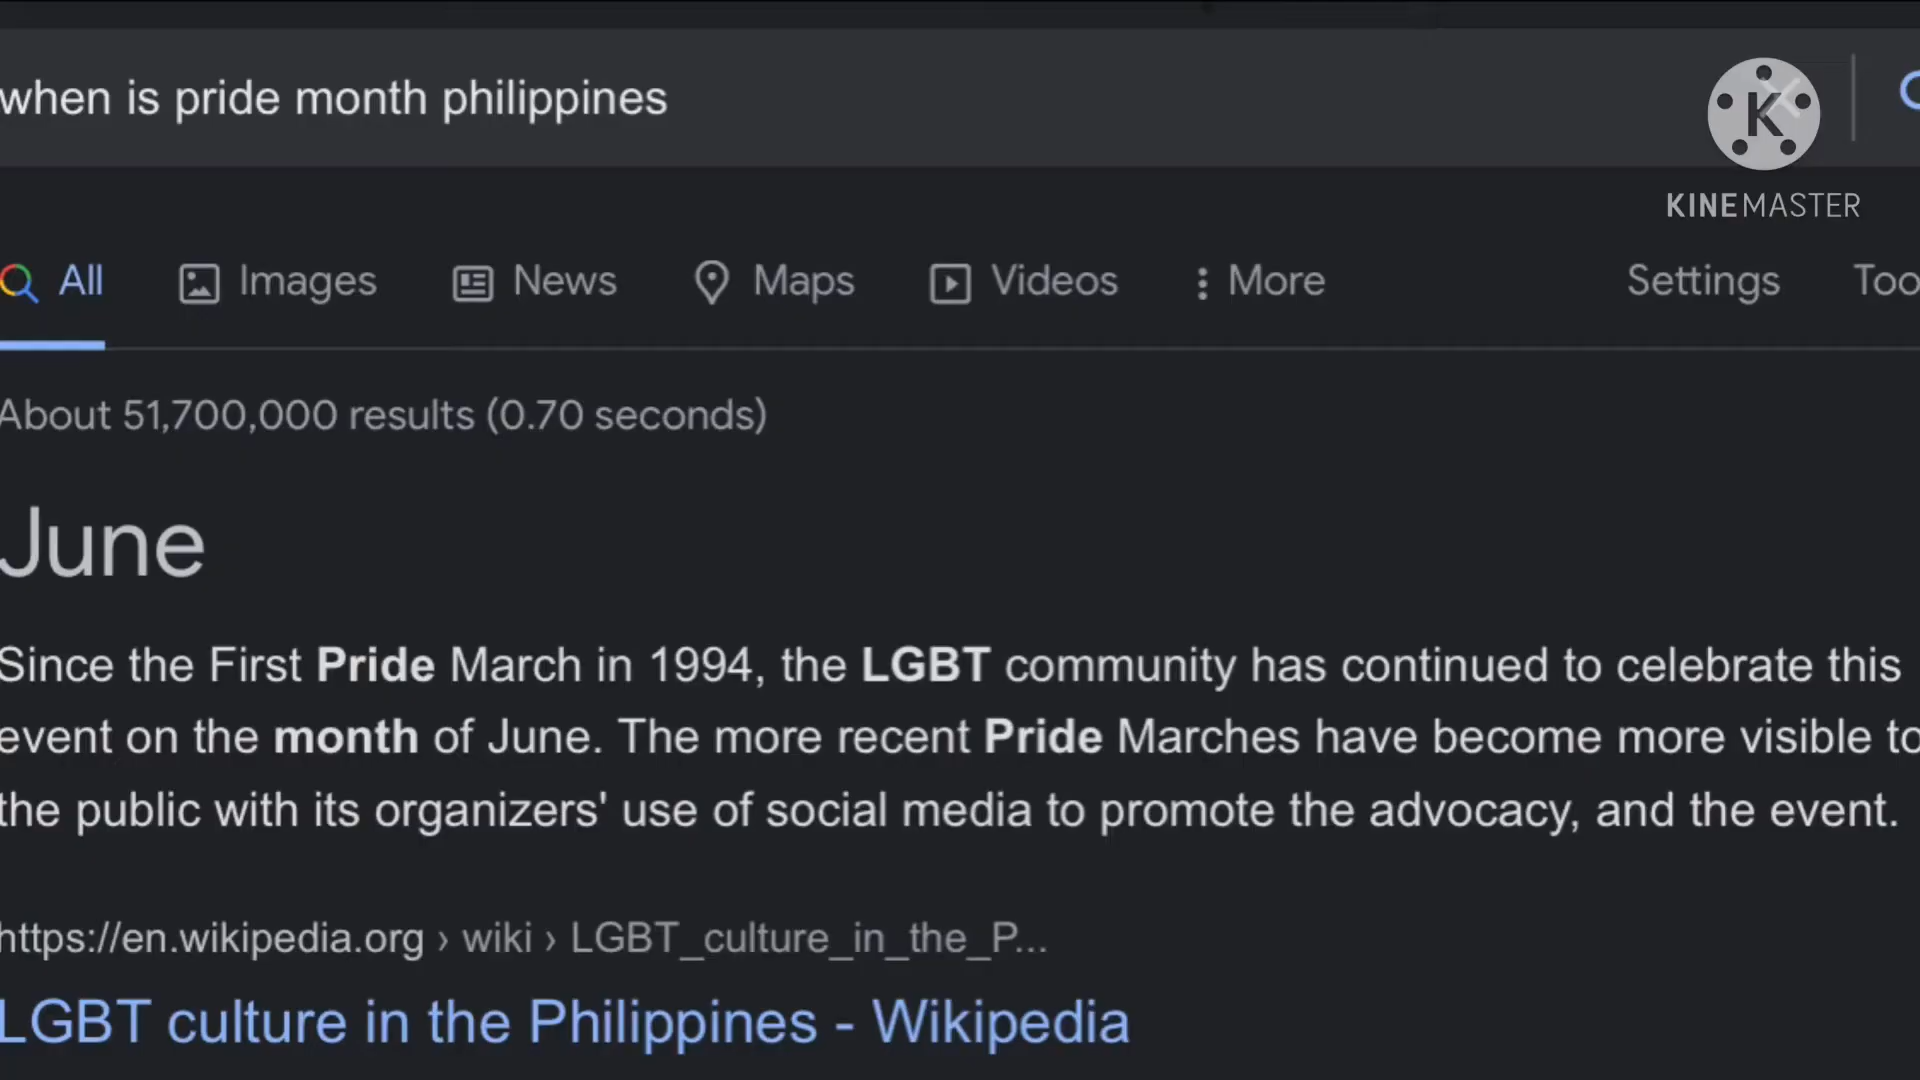 when is pride month philippines
K
KINEMASTER
All Images News Maps Videos More Settings Too
About 51,700,000 results (0.70 seconds)
June
Since the First Pride March in 1994, the LGBT community has continued to celebrate this
event on the month of June. The more recent Pride Marches have become more visible to
the public with its organizers' use of social media to promote the advocacy, and the event.
https://en.wikipedia.org › wiki › LGBT_culture_in_the_P...
LGBT culture in the Philippines - Wikipedia